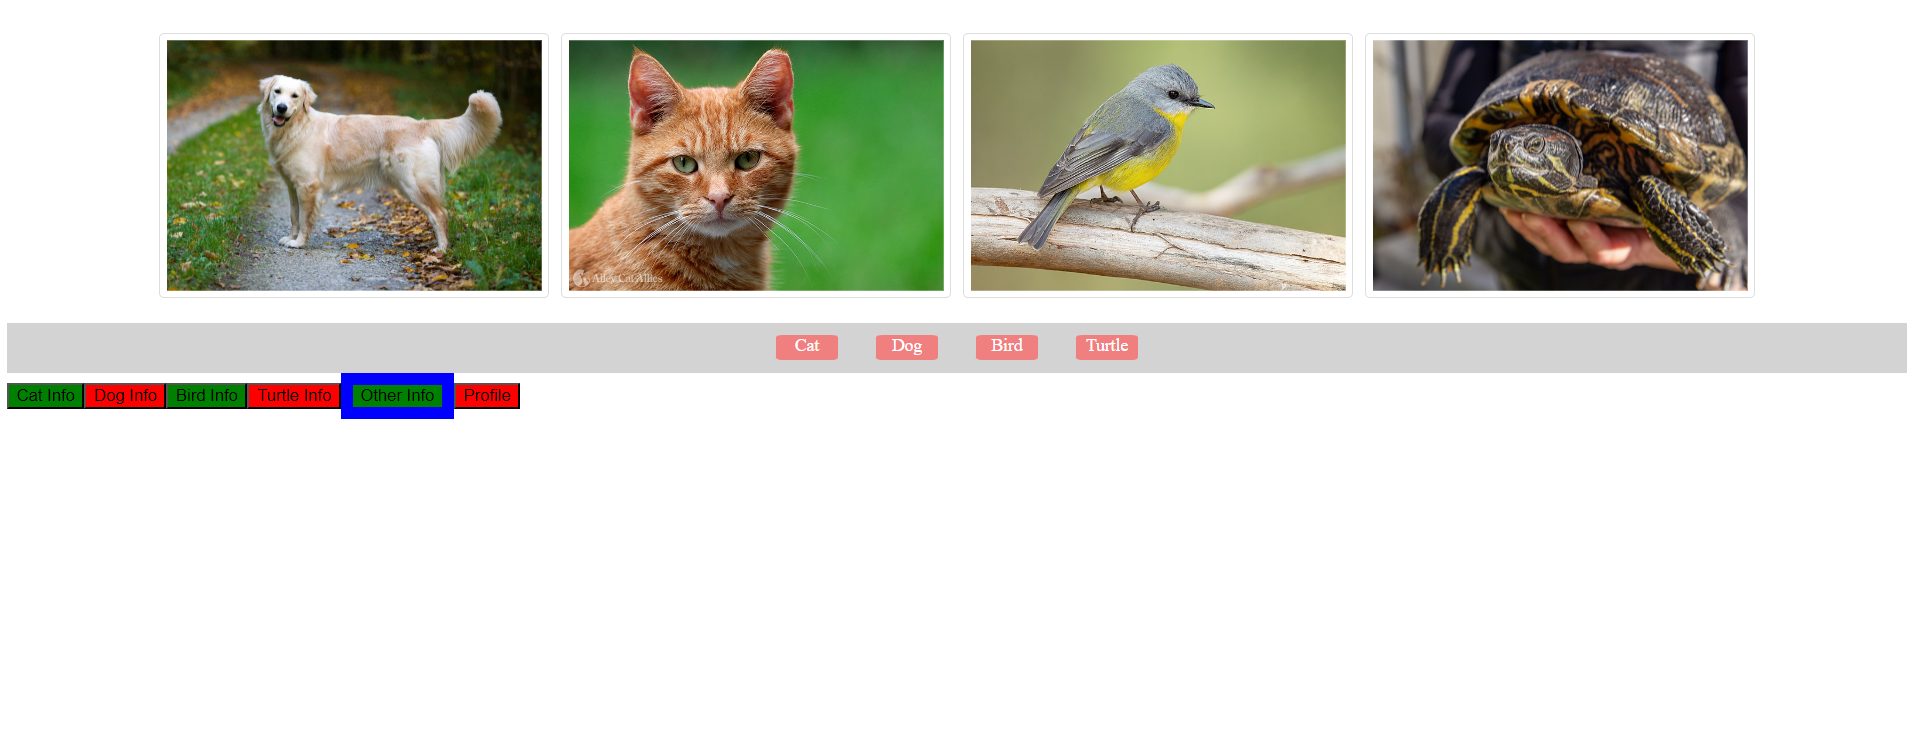 Alley Cat Allies
Cat Dog Bird Turtle
Cat Info Dog Info Bird Info Turtle Info Other Info Profile